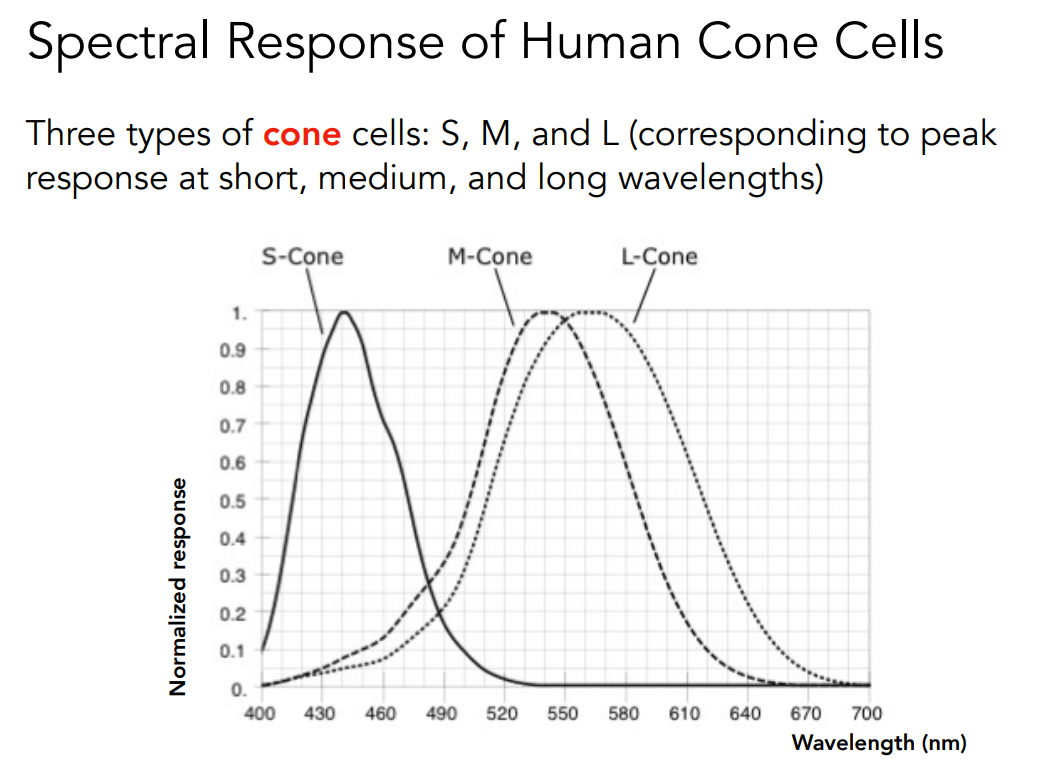 Spectral Response of Human Cone Cells
Three types of cone cells: S, M, and L (corresponding to peak
response at short, medium, and long wavelengths)
S-Cone M-Cone L-Cone
1.
0.9
0.8
0.7
0.6
0.5
0.4
0.3
0.2
0.1
0.
Normalized response
400 430 460 490 520 550 580 610 640 670 700
Wavelength (nm)